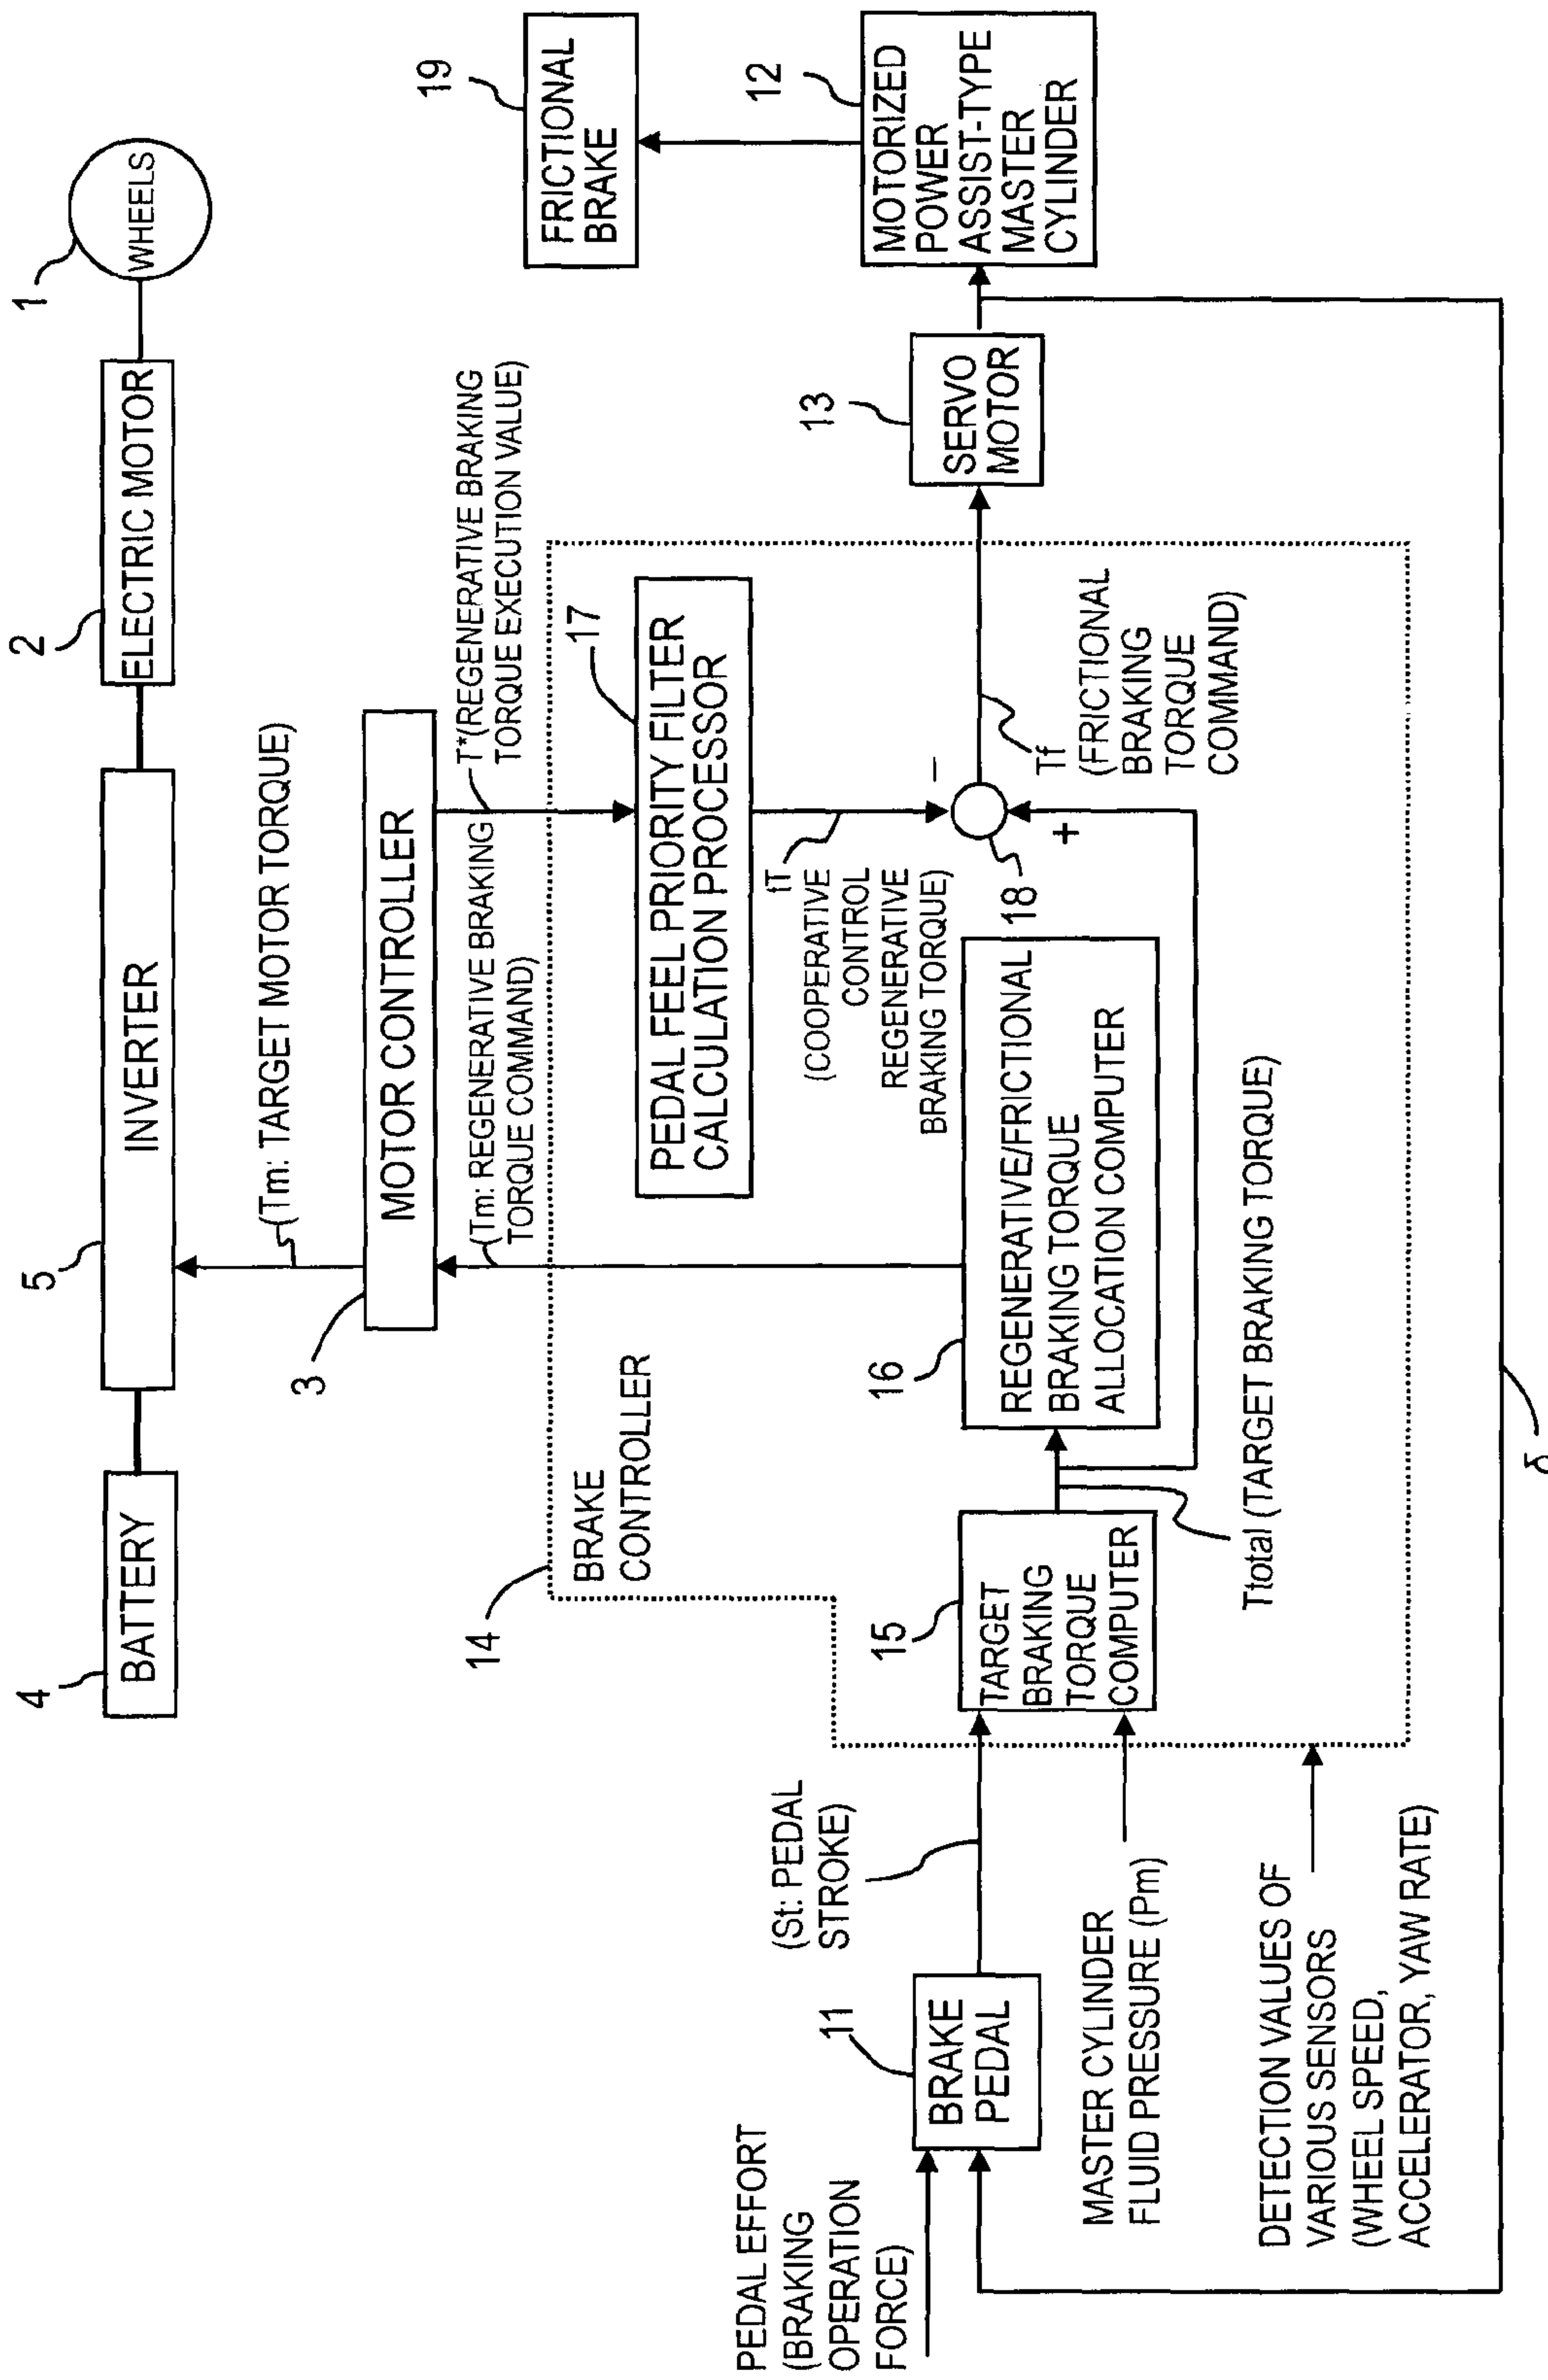 4
BATTERY
5
INVERTER
2
ELECTRIC MOTOR
1
WHEELS
(Tm: TARGET MOTOR TORQUE)
3
MOTOR CONTROLLER
(Tm: REGENERATIVE BRAKING
TORQUE COMMAND)
T*(REGENERATIVE BRAKING
TORQUE EXECUTION VALUE)
19
FRICTIONAL
BRAKE
14
BRAKE
CONTROLLER
17
PEDAL FEEL PRIORITY FILTER
CALCULATION PROCESSOR
fT
(COOPERATIVE
CONTROL
REGENERATIVE
BRAKING TORQUE)
−
+
18
Tf
(FRICTIONAL
BRAKING
TORQUE
COMMAND)
13
SERVO
MOTOR
12
MOTORIZED
POWER
ASSIST-TYPE
MASTER
CYLINDER
16
REGENERATIVE/FRICTIONAL
BRAKING TORQUE
ALLOCATION COMPUTER
15
TARGET
BRAKING
TORQUE
COMPUTER
Ttotal (TARGET BRAKING TORQUE)
(St: PEDAL
STROKE)
11
BRAKE
PEDAL
PEDAL EFFORT
(BRAKING
OPERATION
FORCE)
MASTER CYLINDER
FLUID PRESSURE (Pm)
DETECTION VALUES OF
VARIOUS SENSORS
(WHEEL SPEED,
ACCELERATOR, YAW RATE)